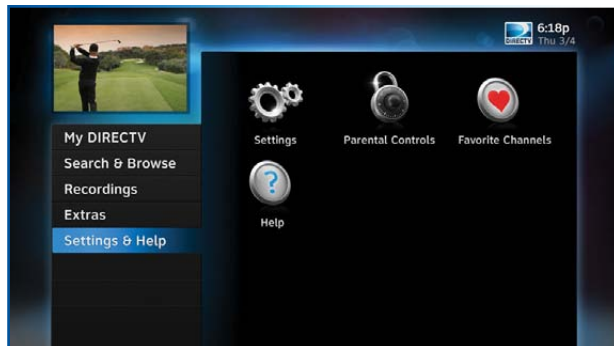 6:18p
DIRECTV Thu 3/4
My DIRECTV
Search & Browse
Recordings
Extras
Settings & Help
Settings Parental Controls Favorite Channels
?
Help